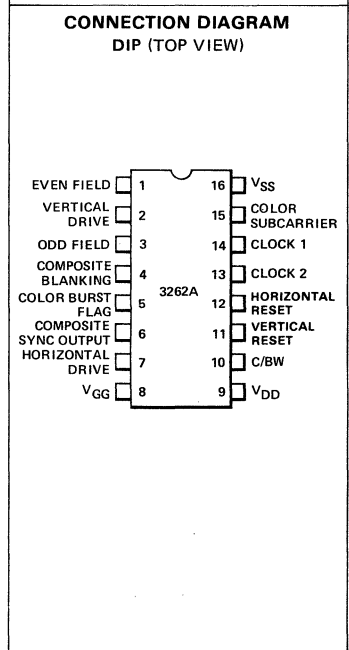 CONNECTION DIAGRAM
DIP (TOP VIEW)
EVEN FIELD 1 16 VSS
VERTICAL DRIVE 2 15 COLOR SUBCARRIER
ODD FIELD 3 14 CLOCK 1
COMPOSITE BLANKING 4 13 CLOCK 2
3262A
COLOR BURST FLAG 5 12 HORIZONTAL RESET
COMPOSITE SYNC OUTPUT 6 11 VERTICAL RESET
HORIZONTAL DRIVE 7 10 C/BW
VGG 8 9 VDD